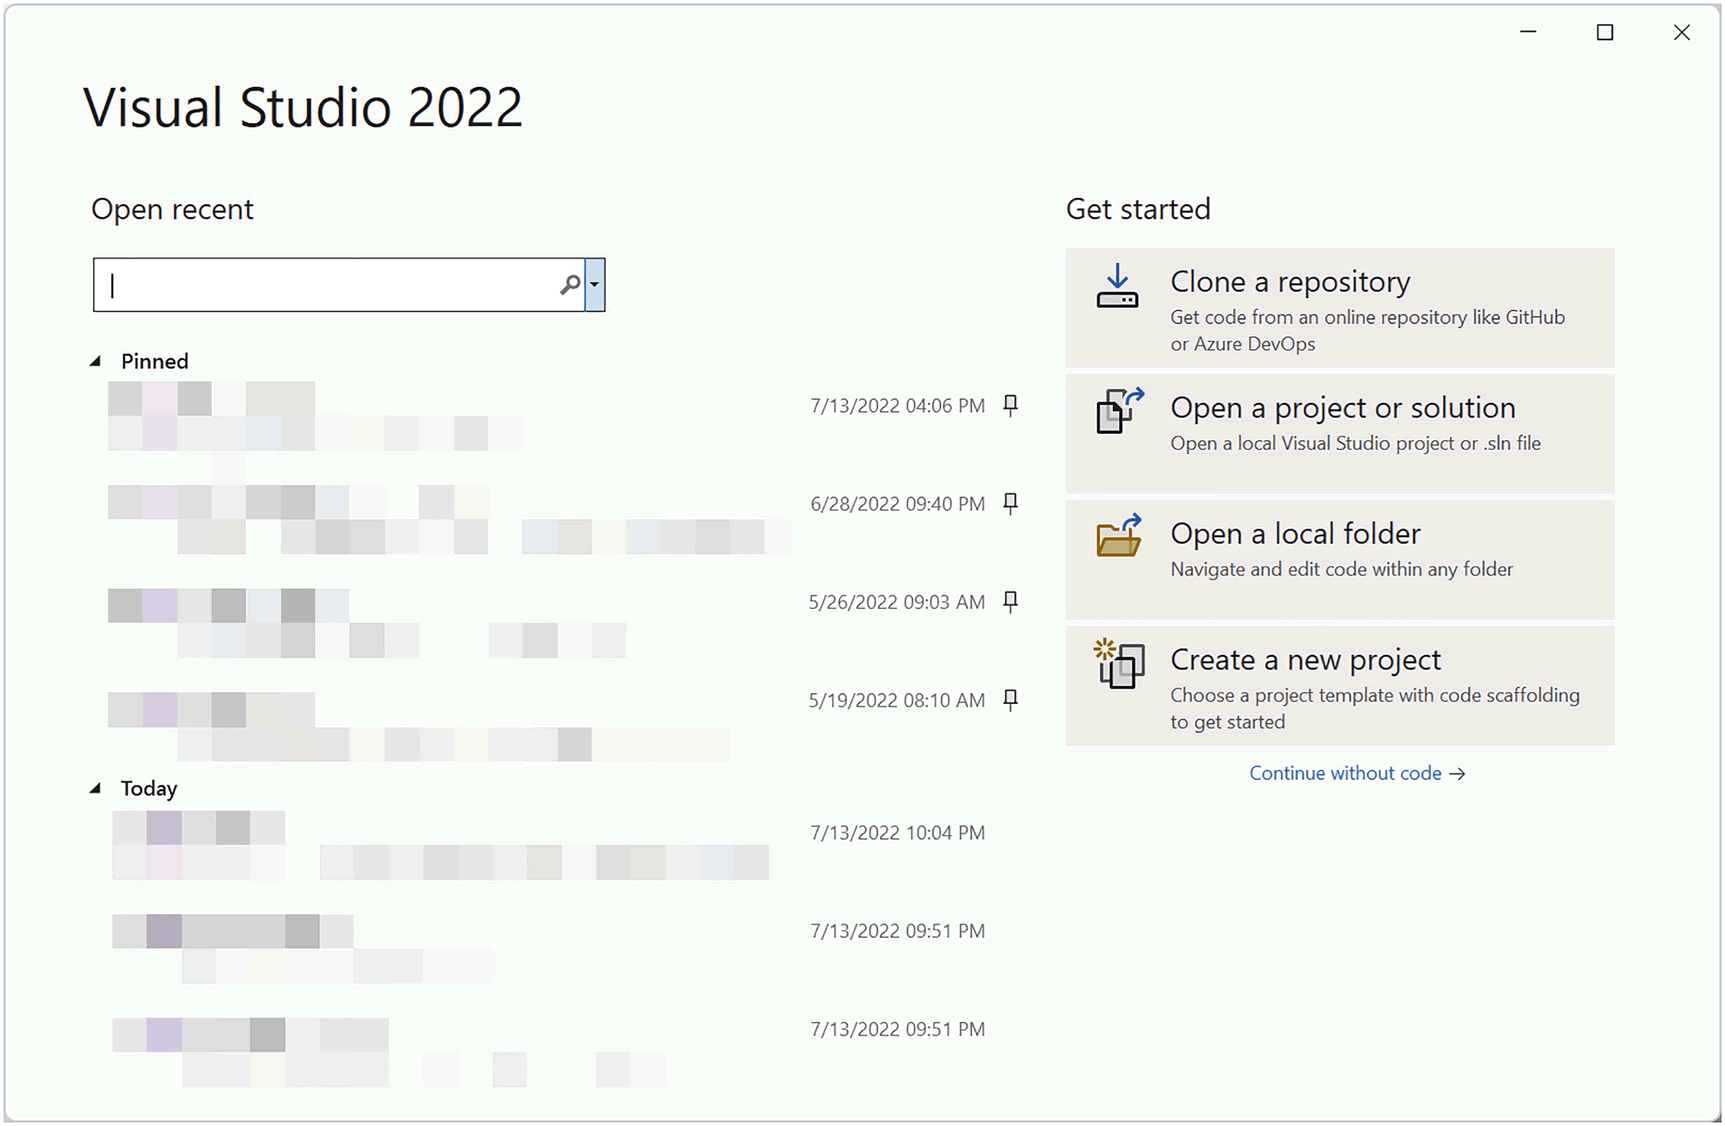 Visual Studio 2022
Open recent
Pinned
7/13/2022 04:06 PM
6/28/2022 09:40 PM
5/26/2022 09:03 AM
5/19/2022 08:10 AM
Today
7/13/2022 10:04 PM
7/13/2022 09:51 PM
7/13/2022 09:51 PM
Get started
Clone a repository
Get code from an online repository like GitHub
or Azure DevOps
Open a project or solution
Open a local Visual Studio project or .sln file
Open a local folder
Navigate and edit code within any folder
Create a new project
Choose a project template with code scaffolding
to get started
Continue without code →